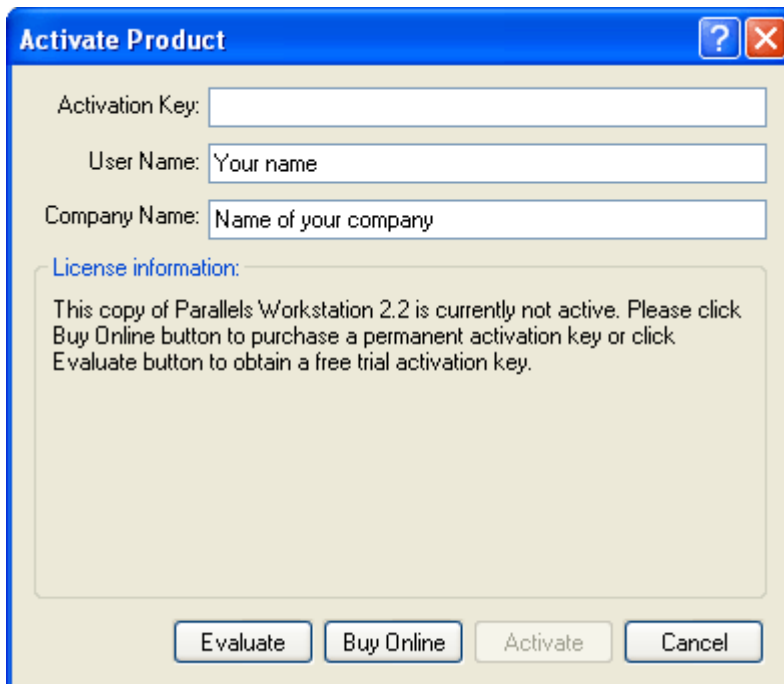 Activate Product
?
Activation Key:
User Name: Your name
Company Name: Name of your company
License information:
This copy of Parallels Workstation 2.2 is currently not active. Please click
Buy Online button to purchase a permanent activation key or click
Evaluate button to obtain a free trial activation key.
Evaluate Buy Online Activate Cancel